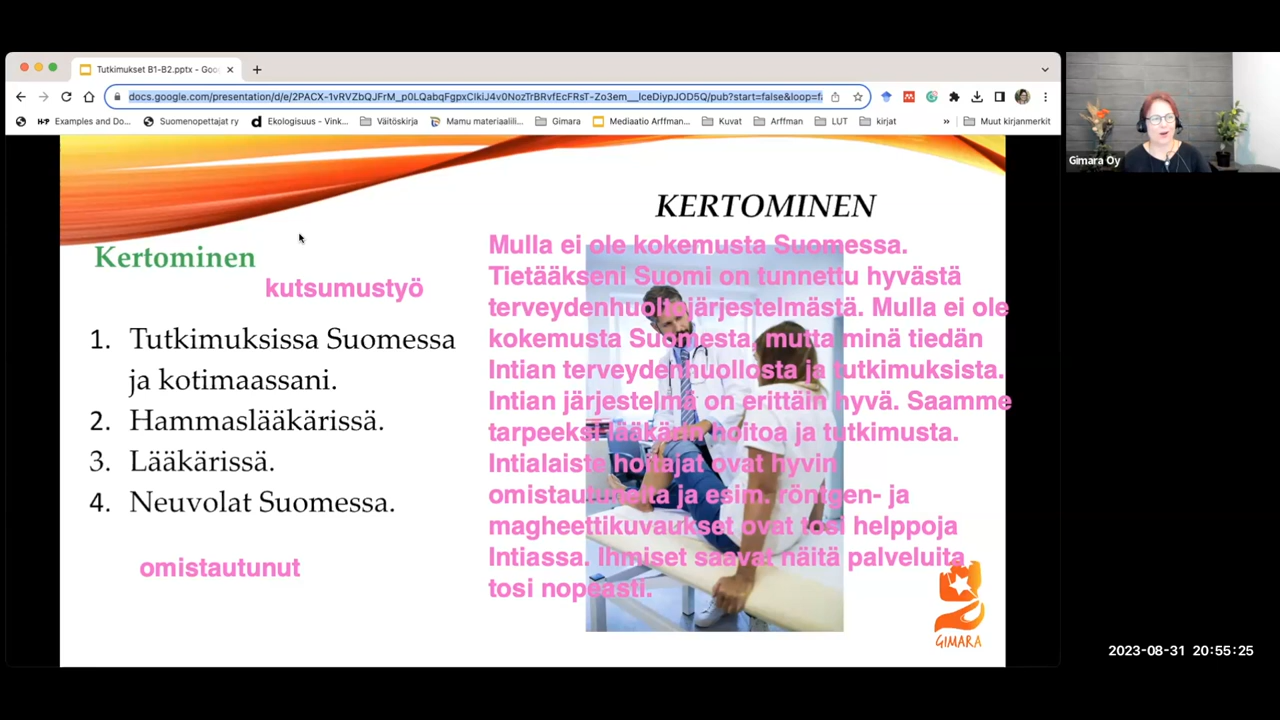 Tutkimukset B1-B2.pptx - Goo
docs.google.com/presentation/d/e/2PACX-1vRVZbQJFrM_p0LQabqFgpxClkiJ4v0NozTrBRvfEcFRsT-Zo3em__IceDiypJOD5Q/pub?start=false&loop=fa
Examples and Do...
Suomenopettajat ry
Ekologisuus - Vink...
Väitöskirja
Mamu materiaalili...
Gimara
Mediaatio Arffman...
Kuvat
Arffman
LUT
kirjat
»
Muut kirjanmerkit
Gimara Oy
KERTOMINEN
Kertominen
kutsumustyö
1. Tutkimuksissa Suomessa
ja kotimaassani.
2. Hammaslääkärissä.
3. Lääkärissä.
4. Neuvolat Suomessa.
omistautunut
Mulla ei ole kokemusta Suomessa.
Tietääkseni Suomi on tunnettu hyvästä
terveydenhuoltojärjestelmästä. Mulla ei ole
kokemusta Suomesta, mutta minä tiedän
Intian terveydenhuollosta ja tutkimuksista.
Intian järjestelmä on erittäin hyvä. Saamme
tarpeeksi lääkärin hoitoa ja tutkimusta.
Intialaiste hoitajat ovat hyvin
omistautuneita ja esim. röntgen- ja
magheettikuvaukset ovat tosi helppoja
Intiassa. Ihmiset saavat näitä palveluita
tosi nopeasti.
GIMARA
2023-08-31 20:55:25